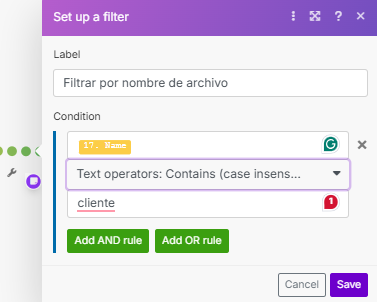 Set up a filter
Label
Filtrar por nombre de archivo
Condition
17. Name
Text operators: Contains (case insens...
cliente
1
Add AND rule Add OR rule
Cancel Save